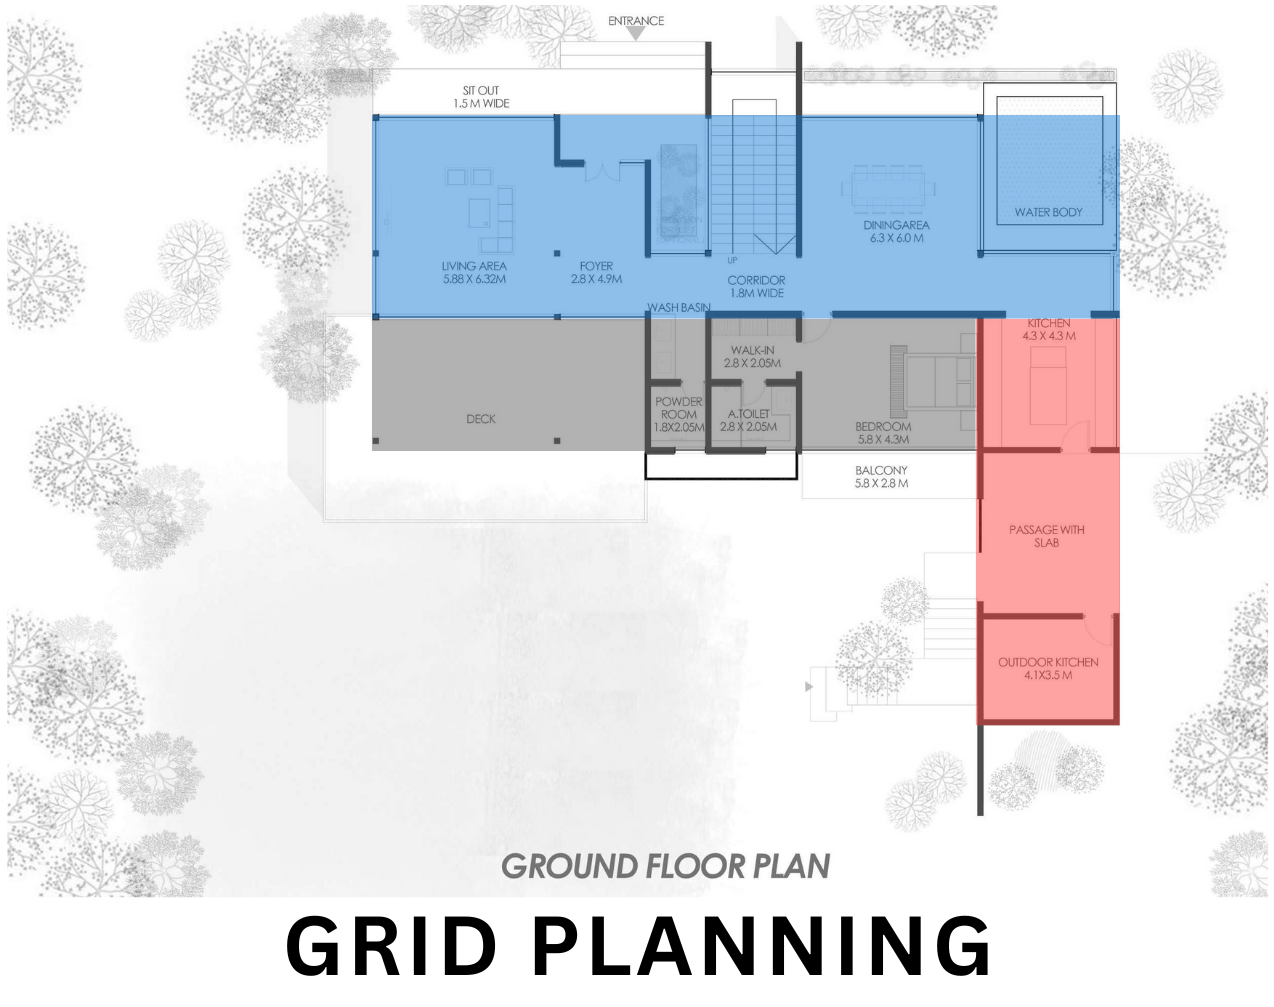 ENTRANCE
SIT OUT
1.5 M WIDE
WATER BODY
DININGAREA
6.3 X 6.0 M
LIVING AREA
5.88 X 6.32M
FOYER
2.8 X 4.9M
UP
CORRIDOR
1.8M WIDE
WASH BASIN
KITCHEN
4.3 X 4.3 M
WALK-IN
2.8 X 2.05M
DECK
POWDER
ROOM
1.8X2.05M
A.TOILET
2.8 X 2.05M
BEDROOM
5.8 X 4.3M
BALCONY
5.8 X 2.8 M
PASSAGE WITH
SLAB
OUTDOOR KITCHEN
4.1X3.5 M
GROUND FLOOR PLAN
GRID PLANNING